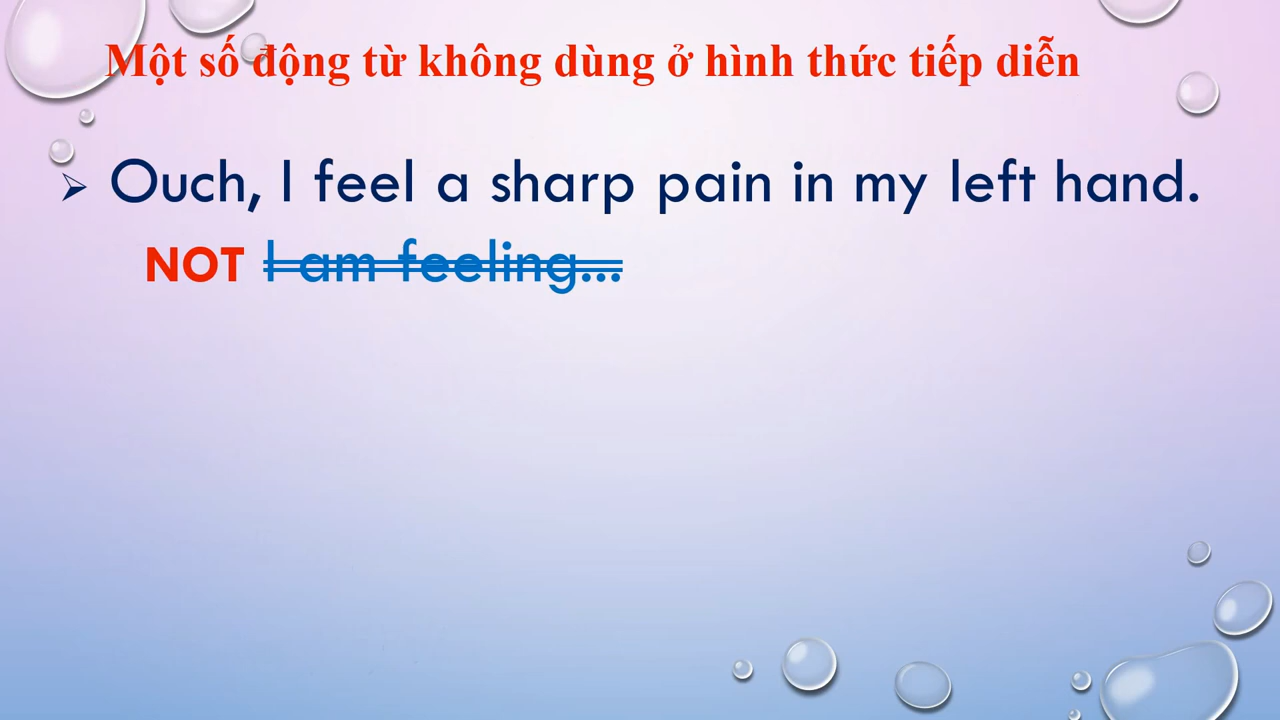 Một số động từ không dùng ở hình thức tiếp diễn
➢ Ouch, I feel a sharp pain in my left hand.
NOT I am feeling...